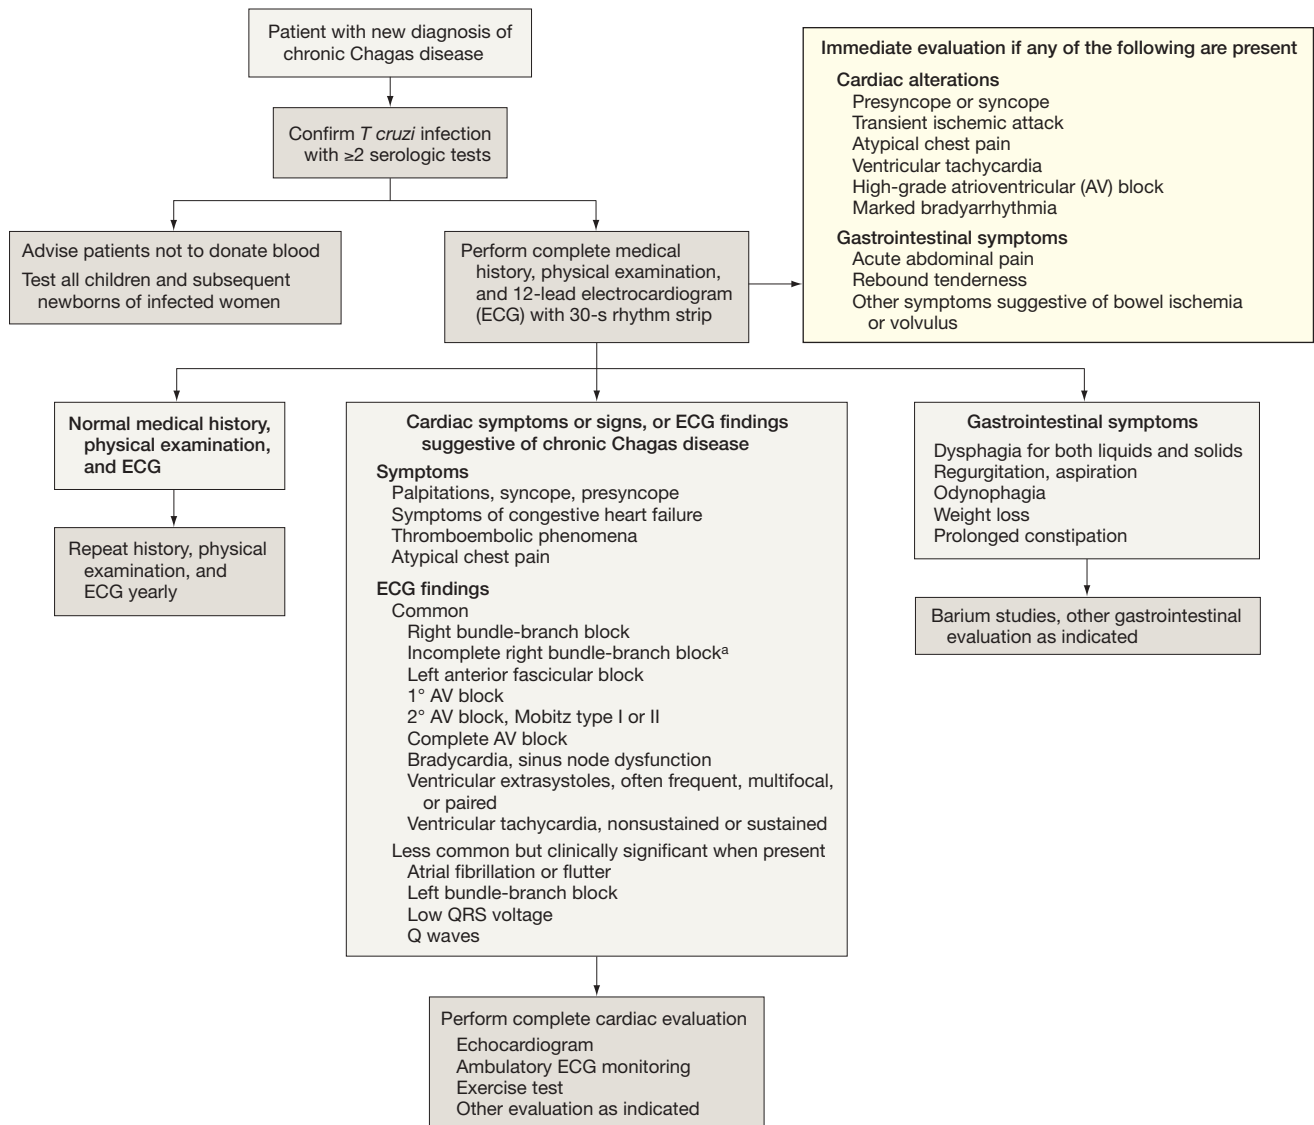 Patient with new diagnosis of
chronic Chagas disease
Confirm T cruzi infection
with ≥2 serologic tests
Advise patients not to donate blood
Test all children and subsequent
newborns of infected women
Perform complete medical
history, physical examination,
and 12-lead electrocardiogram
(ECG) with 30-s rhythm strip
Immediate evaluation if any of the following are present
Cardiac alterations
Presyncope or syncope
Transient ischemic attack
Atypical chest pain
Ventricular tachycardia
High-grade atrioventricular (AV) block
Marked bradyarrhythmia
Gastrointestinal symptoms
Acute abdominal pain
Rebound tenderness
Other symptoms suggestive of bowel ischemia
or volvulus
Normal medical history,
physical examination,
and ECG
Repeat history, physical
examination, and
ECG yearly
Cardiac symptoms or signs, or ECG findings
suggestive of chronic Chagas disease
Symptoms
Palpitations, syncope, presyncope
Symptoms of congestive heart failure
Thromboembolic phenomena
Atypical chest pain
ECG findings
Common
Right bundle-branch block
Incomplete right bundle-branch blockᵃ
Left anterior fascicular block
1° AV block
2° AV block, Mobitz type I or II
Complete AV block
Bradycardia, sinus node dysfunction
Ventricular extrasystoles, often frequent, multifocal,
or paired
Ventricular tachycardia, nonsustained or sustained
Less common but clinically significant when present
Atrial fibrillation or flutter
Left bundle-branch block
Low QRS voltage
Q waves
Perform complete cardiac evaluation
Echocardiogram
Ambulatory ECG monitoring
Exercise test
Other evaluation as indicated
Gastrointestinal symptoms
Dysphagia for both liquids and solids
Regurgitation, aspiration
Odynophagia
Weight loss
Prolonged constipation
Barium studies, other gastrointestinal
evaluation as indicated